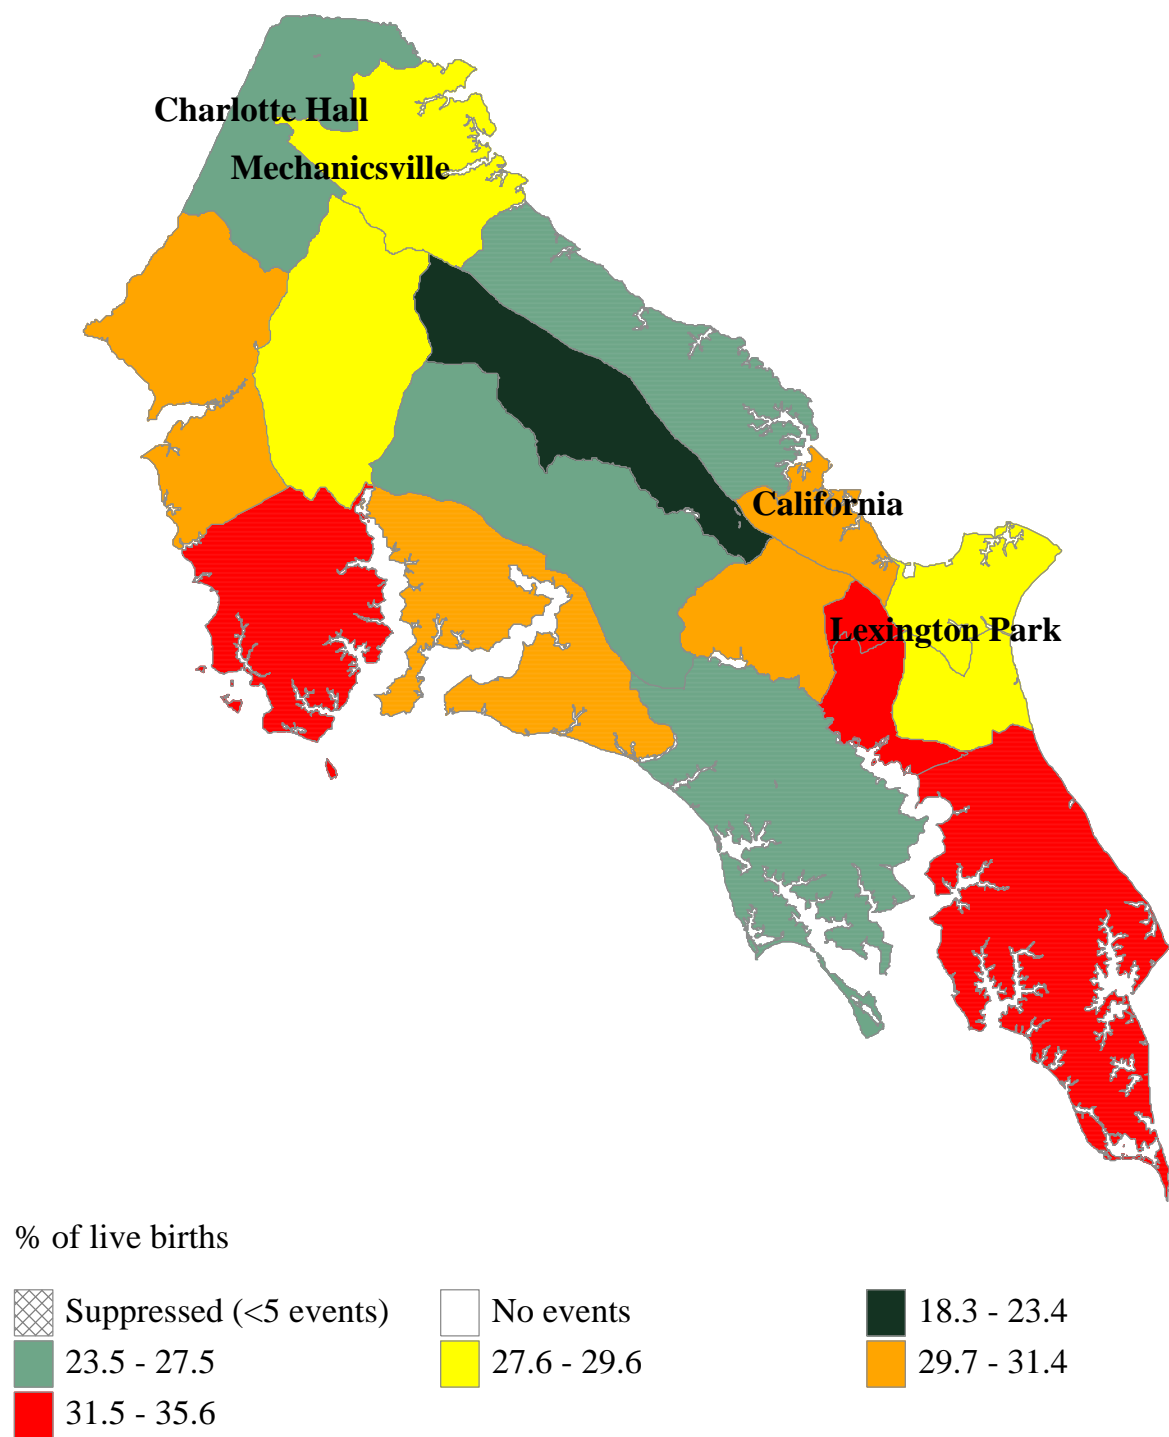 Charlotte Hall
Mechanicsville
California
Lexington Park
% of live births
Suppressed (<5 events)
No events
18.3 - 23.4
23.5 - 27.5
27.6 - 29.6
29.7 - 31.4
31.5 - 35.6